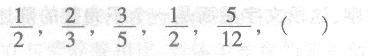 1/2, 2/3, 3/5, 1/2, 5/12, ( )